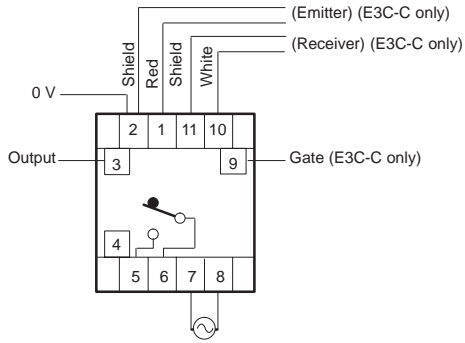 (Emitter) (E3C-C only)
(Receiver) (E3C-C only)
Shield
Red
Shield
White
0 V
2 1 11 10
Output 3 9 Gate (E3C-C only)
4
5 6 7 8